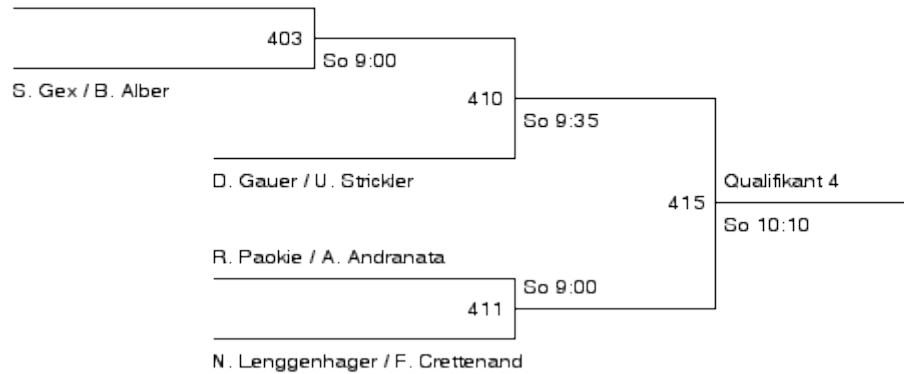 403
So 9:00
S. Gex / B. Alber
410
So 9:35
D. Gauer / U. Strickler
Qualifikant 4
415
So 10:10
R. Paokie / A. Andranata
So 9:00
411
N. Lenggenhager / F. Crettenand